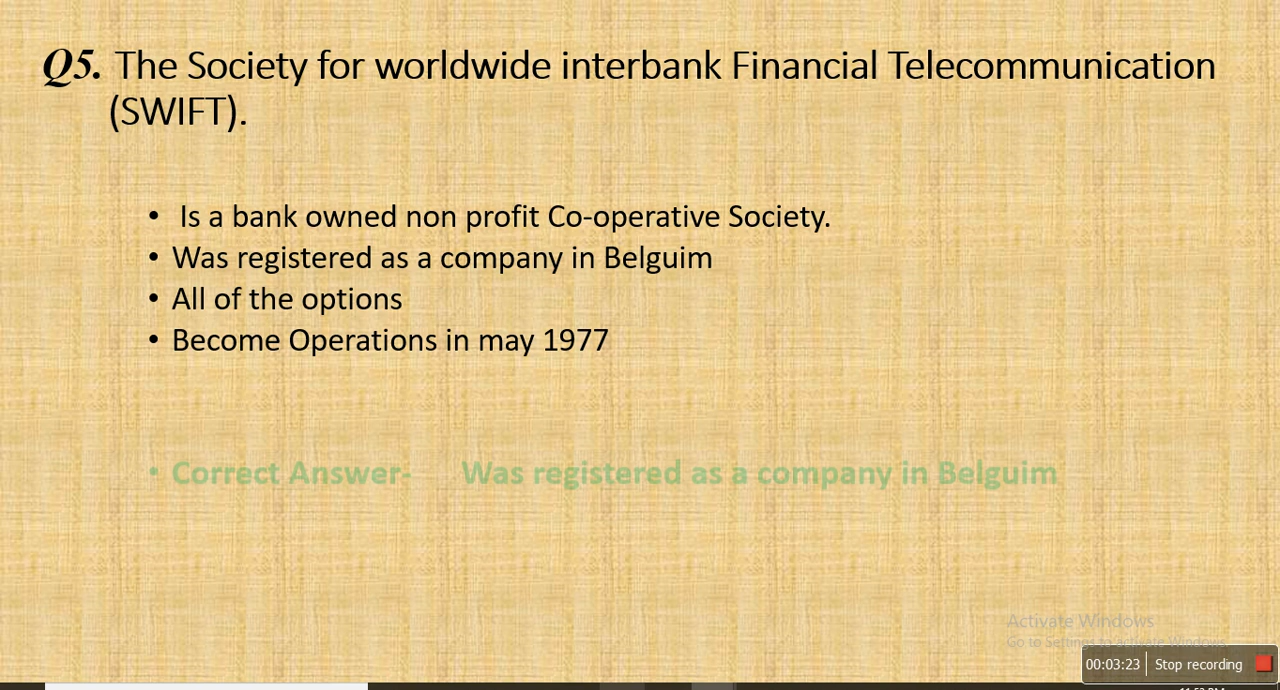 Q5. The Society for worldwide interbank Financial Telecommunication
(SWIFT).
• Is a bank owned non profit Co-operative Society.
• Was registered as a company in Belguim
• All of the options
• Become Operations in may 1977
• Correct Answer- Was registered as a company in Belguim
Activate Windows
Go to Settings to activate Windows.
00:03:23 Stop recording